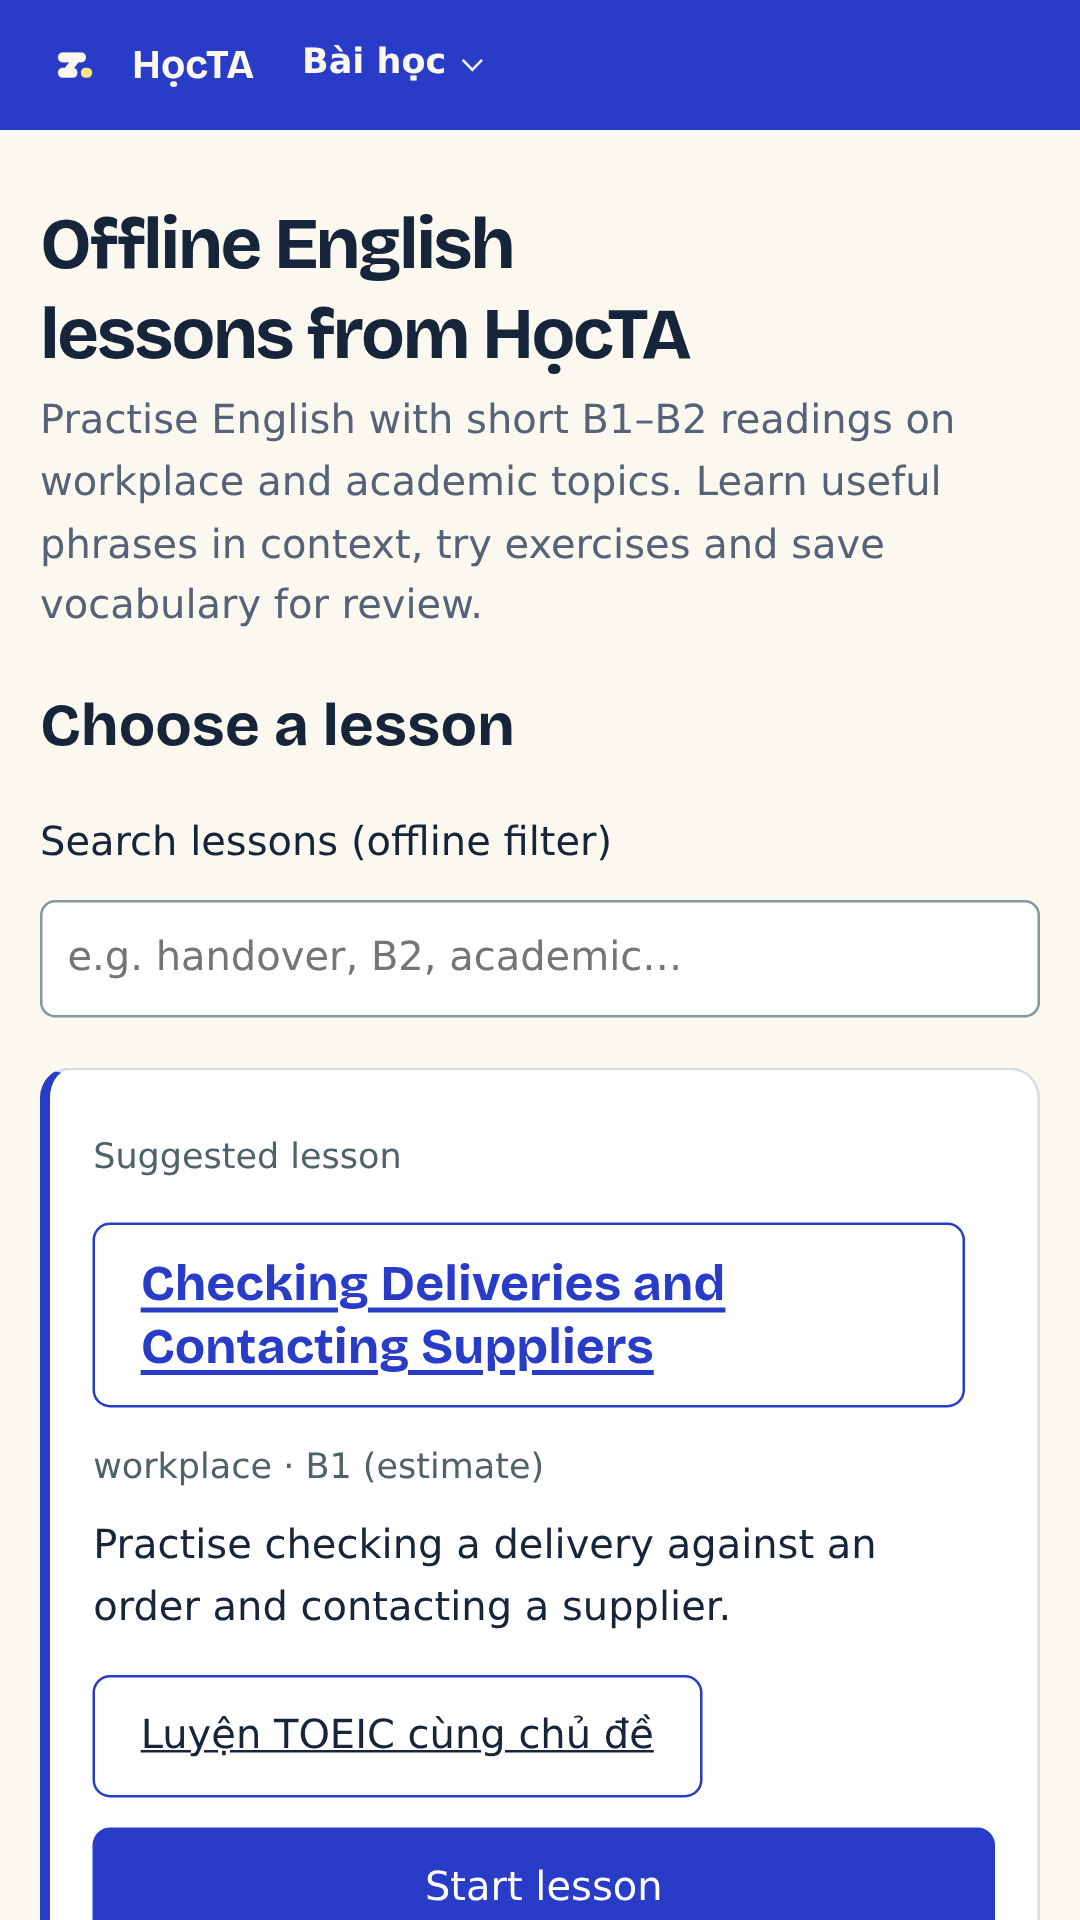 HọcTA
Bài học
Offline English
lessons from HọcTA
Practise English with short B1–B2 readings on
workplace and academic topics. Learn useful
phrases in context, try exercises and save
vocabulary for review.
Choose a lesson
Search lessons (offline filter)
e.g. handover, B2, academic...
Suggested lesson
Checking Deliveries and
Contacting Suppliers
workplace · B1 (estimate)
Practise checking a delivery against an
order and contacting a supplier.
Luyện TOEIC cùng chủ đề
Start lesson